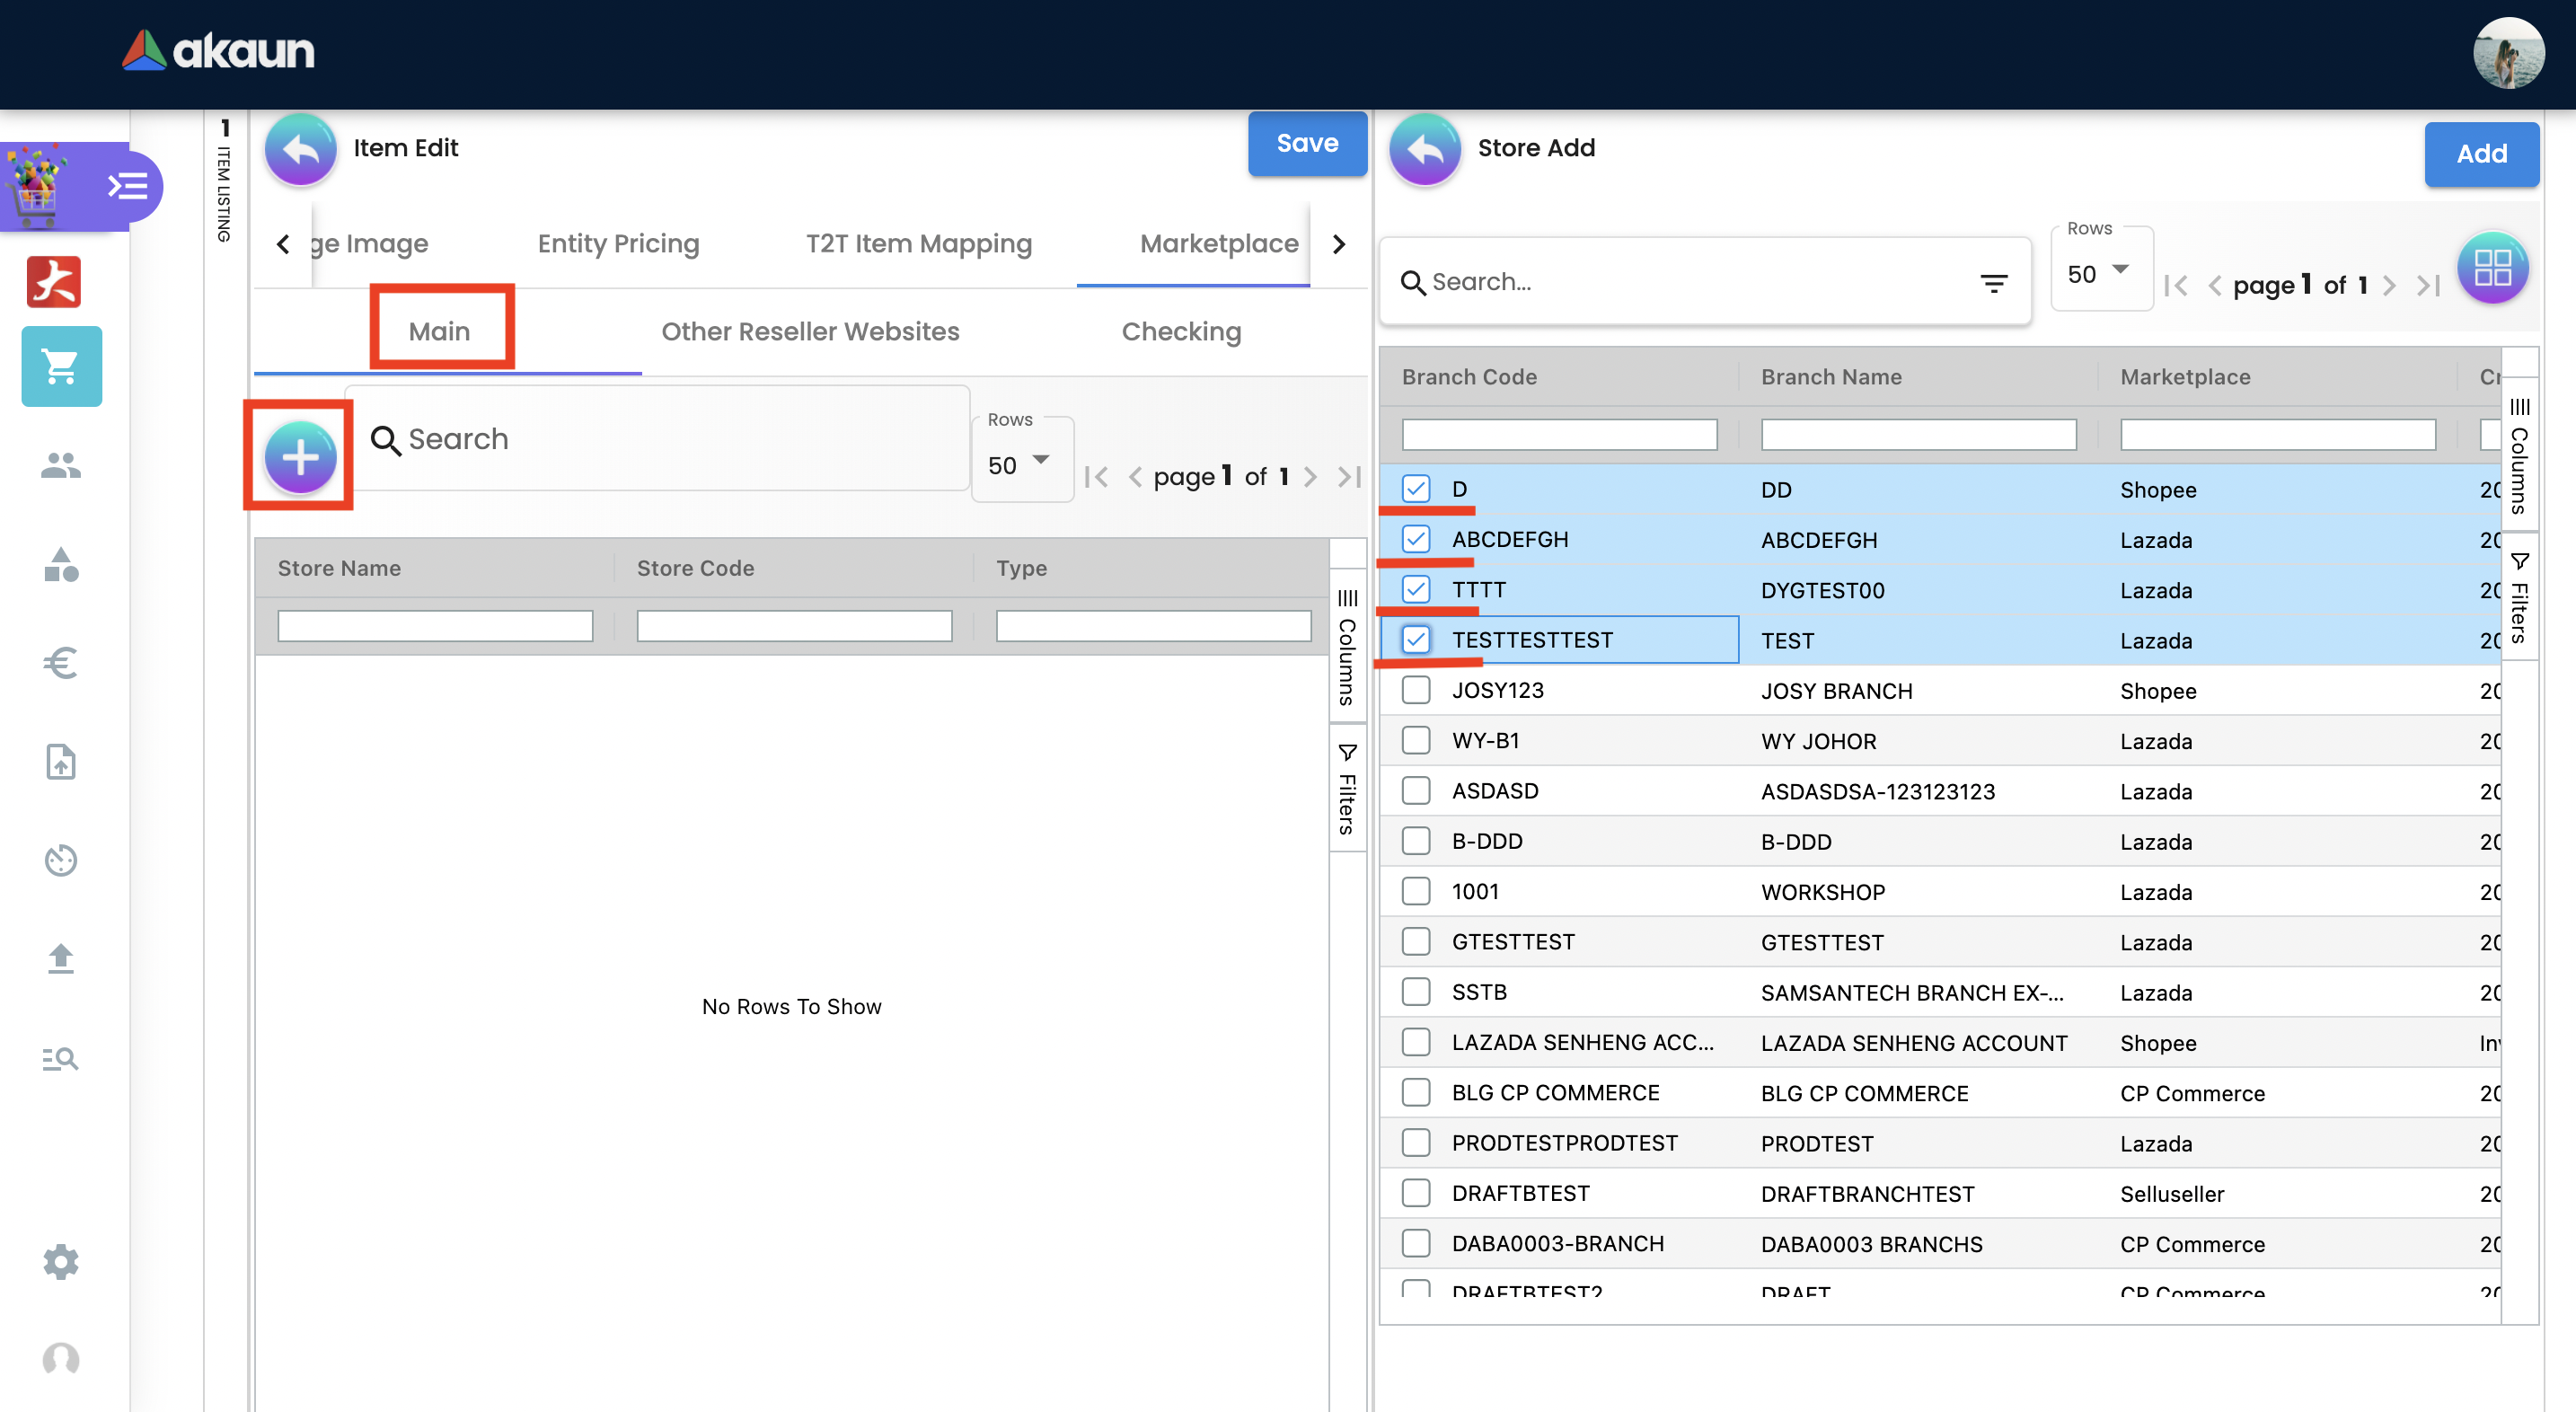 akaun
1 ITEM LISTING
Item Edit
Save
ge Image
Entity Pricing
T2T Item Mapping
Marketplace
Main
Other Reseller Websites
Checking
Search
Rows
50
page 1 of 1
Store Name
Store Code
Type
Columns
Filters
No Rows To Show
Store Add
Add
Search...
Rows
50
page 1 of 1
Branch Code Branch Name Marketplace Cr
D DD Shopee 20
ABCDEFGH ABCDEFGH Lazada 20
TTTT DYGTEST00 Lazada 20
TESTTESTTEST TEST Lazada 20
JOSY123 JOSY BRANCH Shopee 20
WY-B1 WY JOHOR Lazada 20
ASDASD ASDASDSA-123123123 Lazada 20
B-DDD B-DDD Lazada 20
1001 WORKSHOP Lazada 20
GTESTTEST GTESTTEST Lazada 20
SSTB SAMSANTECH BRANCH EX-... Lazada 20
LAZADA SENHENG ACC... LAZADA SENHENG ACCOUNT Shopee Inv
BLG CP COMMERCE BLG CP COMMERCE CP Commerce 20
PRODTESTPRODTEST PRODTEST Lazada 20
DRAFTBTEST DRAFTBRANCHTEST Selluseller 20
DABA0003-BRANCH DABA0003 BRANCHS CP Commerce 20
DRAFTBTEST2 DRAFT CP Commerce 20
Columns
Filters